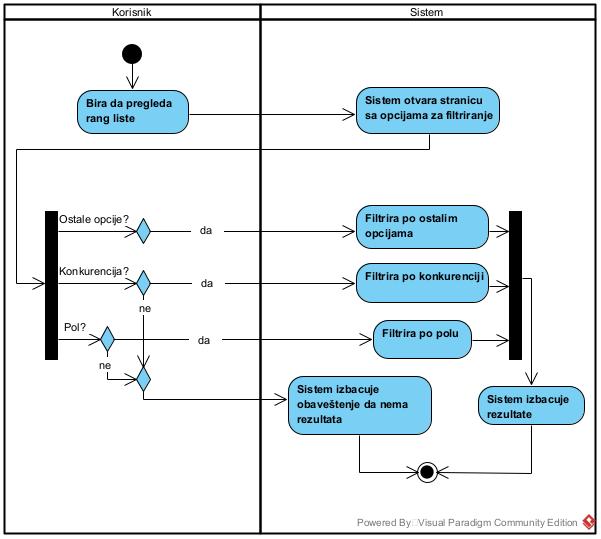 Korisnik
Sistem
Bira da pregleda
rang liste
Sistem otvara stranicu
sa opcijama za filtriranje
Ostale opcije?
da
Filtrira po ostalim
opcijama
Konkurencija?
da
Filtrira po konkurenciji
ne
Pol?
da
Filtrira po polu
ne
Sistem izbacuje
obaveštenje da nema
rezultata
Sistem izbacuje
rezultate
Powered By Visual Paradigm Community Edition